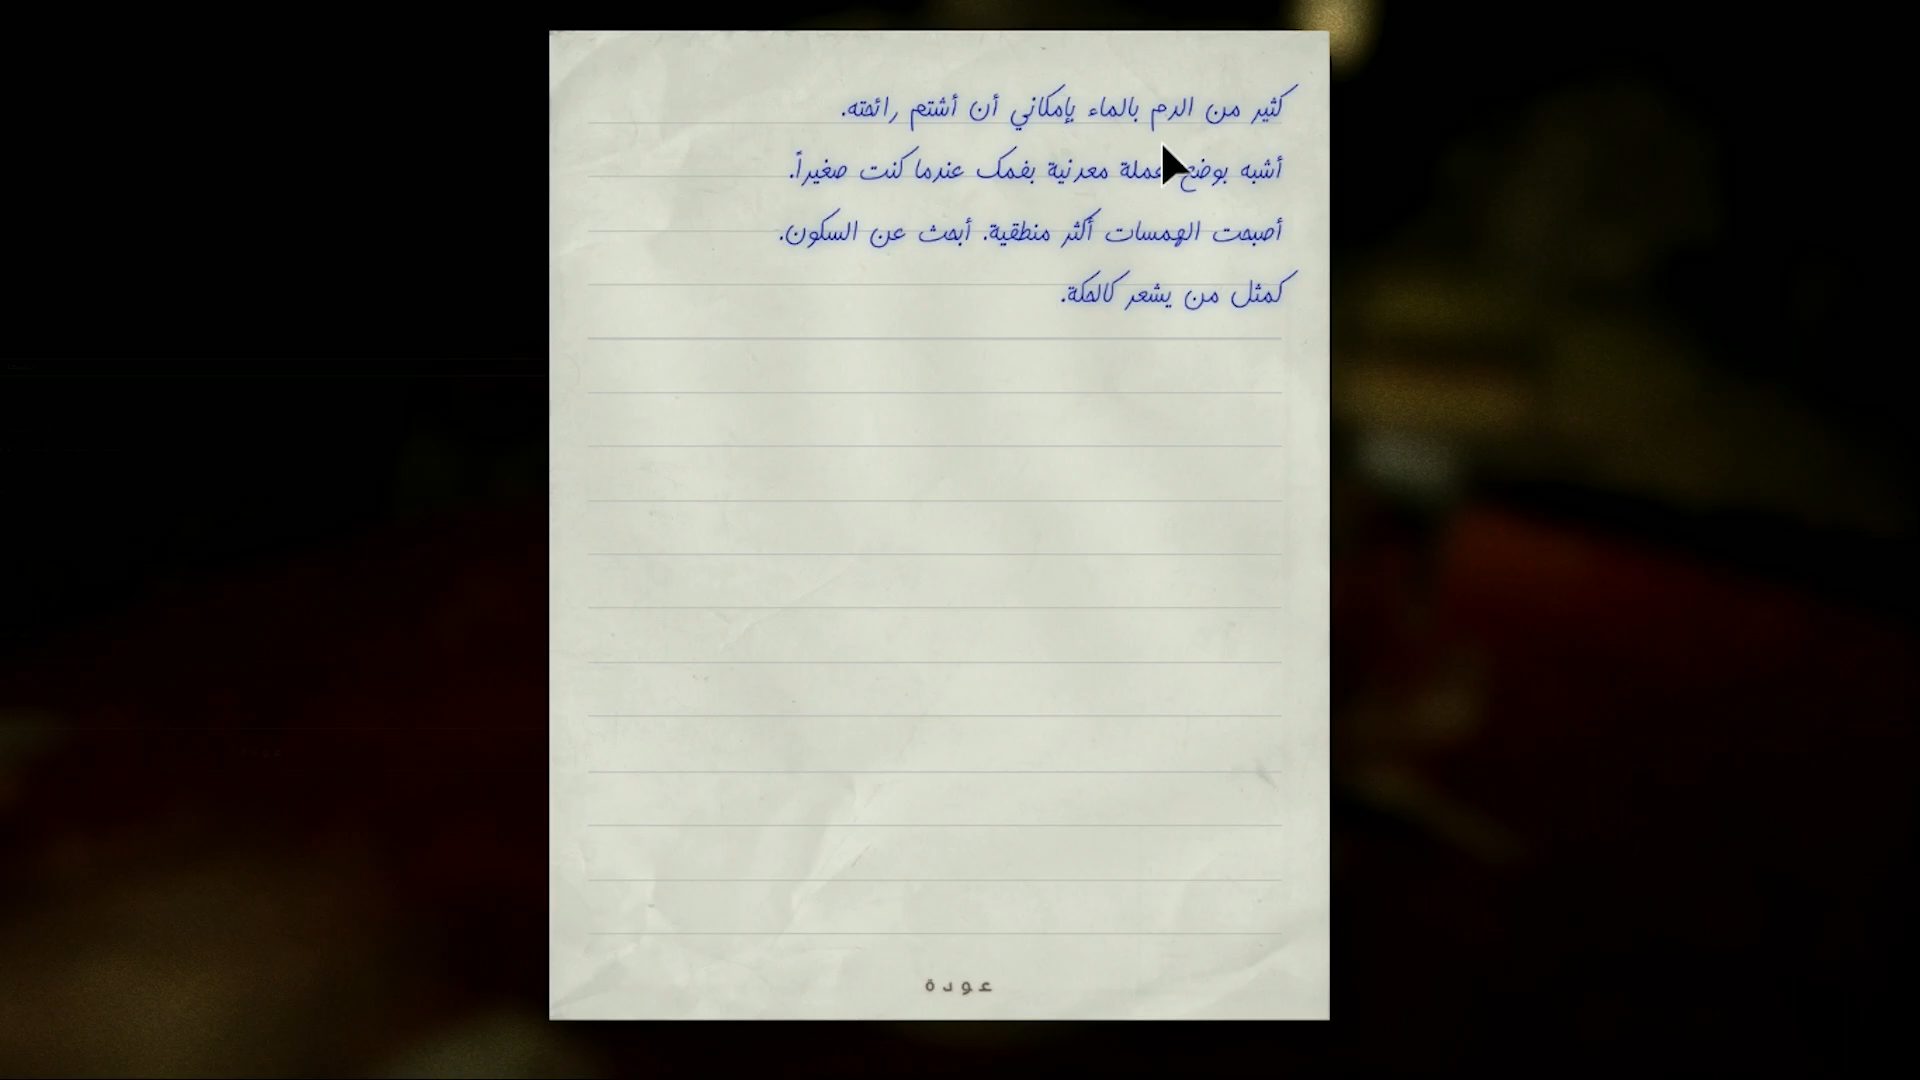 كثير من الدم بالماء بإمكاني أن أشتم رائحته.
أشبه بوضع عملة معدنية بفمك عندما كنت صغيراً.
أصبحت الهمسات أكثر منطقية. أبحث عن السكون.
كمثل من يشعر كالحكة.
عودة